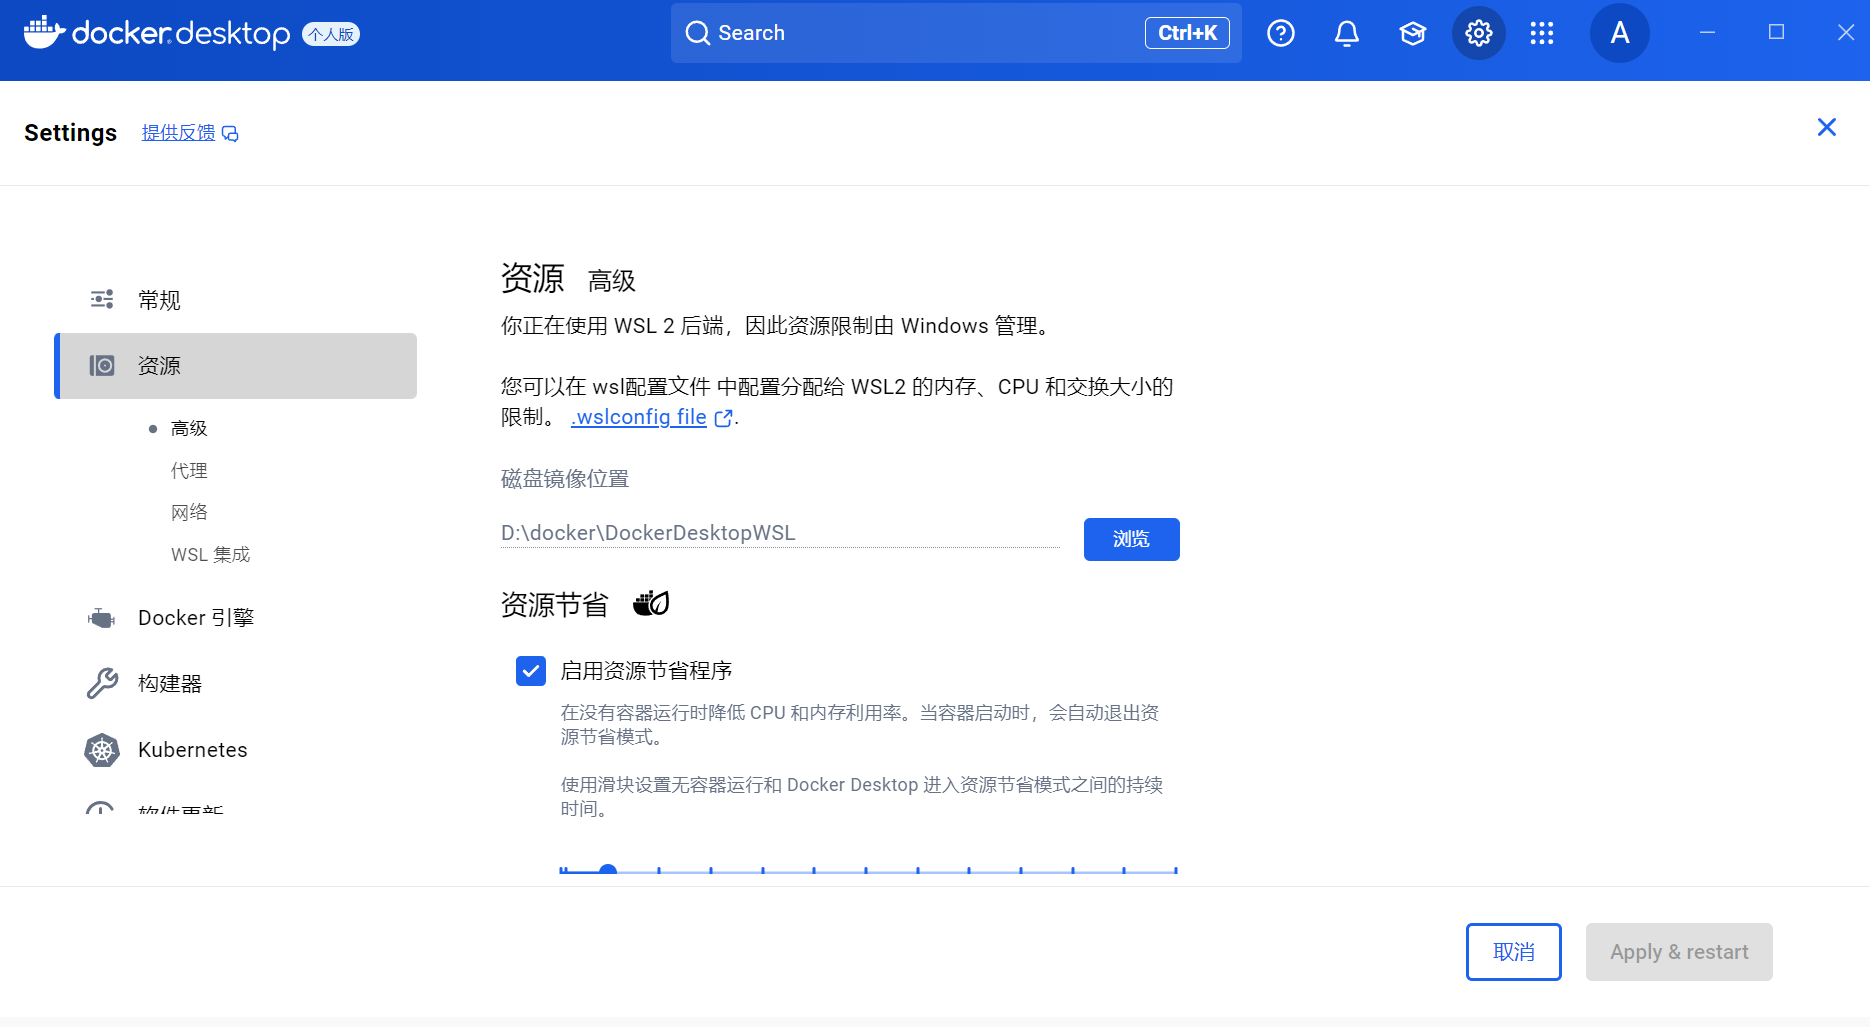 docker desktop 个人版
Search
Ctrl+K
A
Settings
提供反馈
常规
资源
高级
代理
网络
WSL 集成
Docker 引擎
构建器
Kubernetes
软件更新
资源 高级
你正在使用 WSL 2 后端，因此资源限制由 Windows 管理。
您可以在 wsl配置文件 中配置分配给 WSL2 的内存、CPU 和交换大小的
限制。 .wslconfig file .
磁盘镜像位置
D:\docker\DockerDesktopWSL
浏览
资源节省
启用资源节省程序
在没有容器运行时降低 CPU 和内存利用率。当容器启动时，会自动退出资
源节省模式。
使用滑块设置无容器运行和 Docker Desktop 进入资源节省模式之间的持续
时间。
取消
Apply & restart